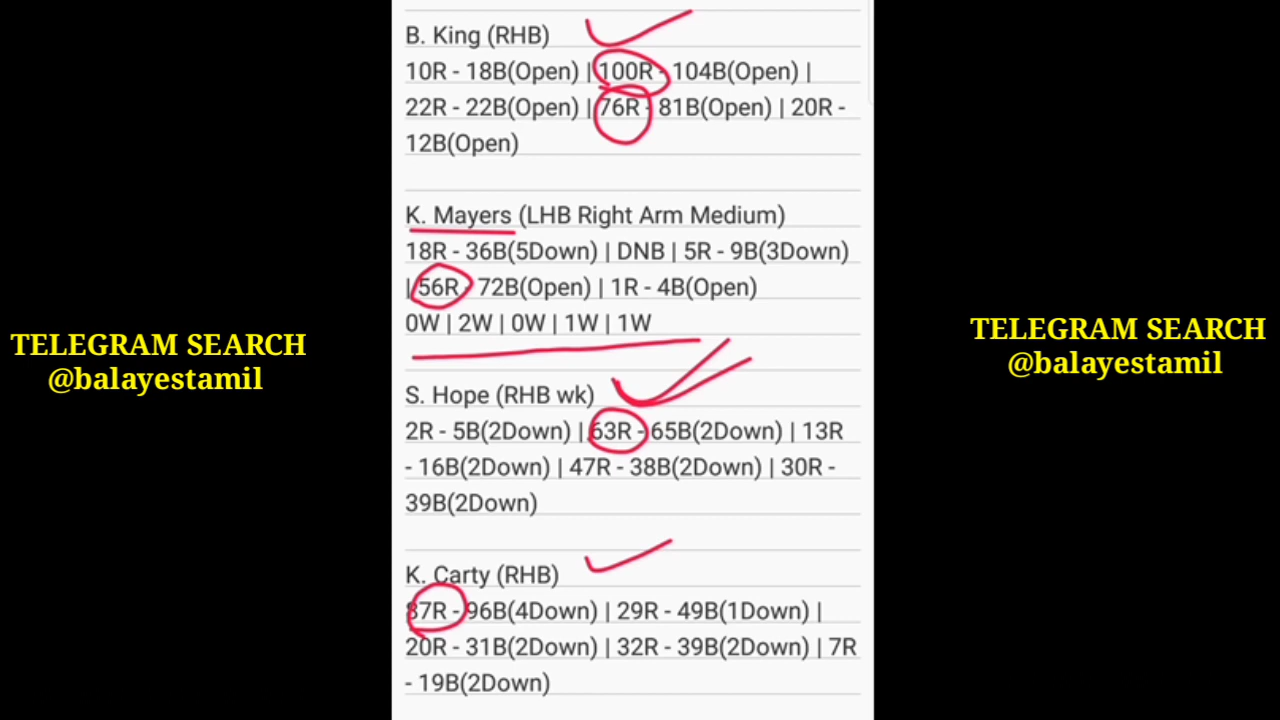 B. King (RHB)
10R - 18B(Open) | 100R - 104B(Open) |
22R - 22B(Open) | 76R - 81B(Open) | 20R -
12B(Open)
K. Mayers (LHB Right Arm Medium)
18R - 36B(5Down) | DNB | 5R - 9B(3Down)
| 56R - 72B(Open) | 1R - 4B(Open)
0W | 2W | 0W | 1W | 1W
TELEGRAM SEARCH
@balayestamil
TELEGRAM SEARCH
@balayestamil
S. Hope (RHB wk)
2R - 5B(2Down) | 63R - 65B(2Down) | 13R
- 16B(2Down) | 47R - 38B(2Down) | 30R -
39B(2Down)
K. Carty (RHB)
87R - 96B(4Down) | 29R - 49B(1Down) |
20R - 31B(2Down) | 32R - 39B(2Down) | 7R
- 19B(2Down)